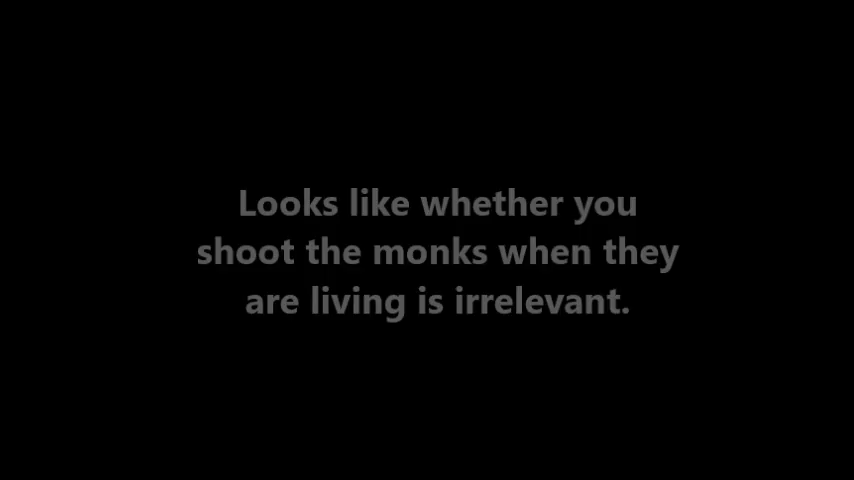 Looks like whether you
shoot the monks when they
are living is irrelevant.